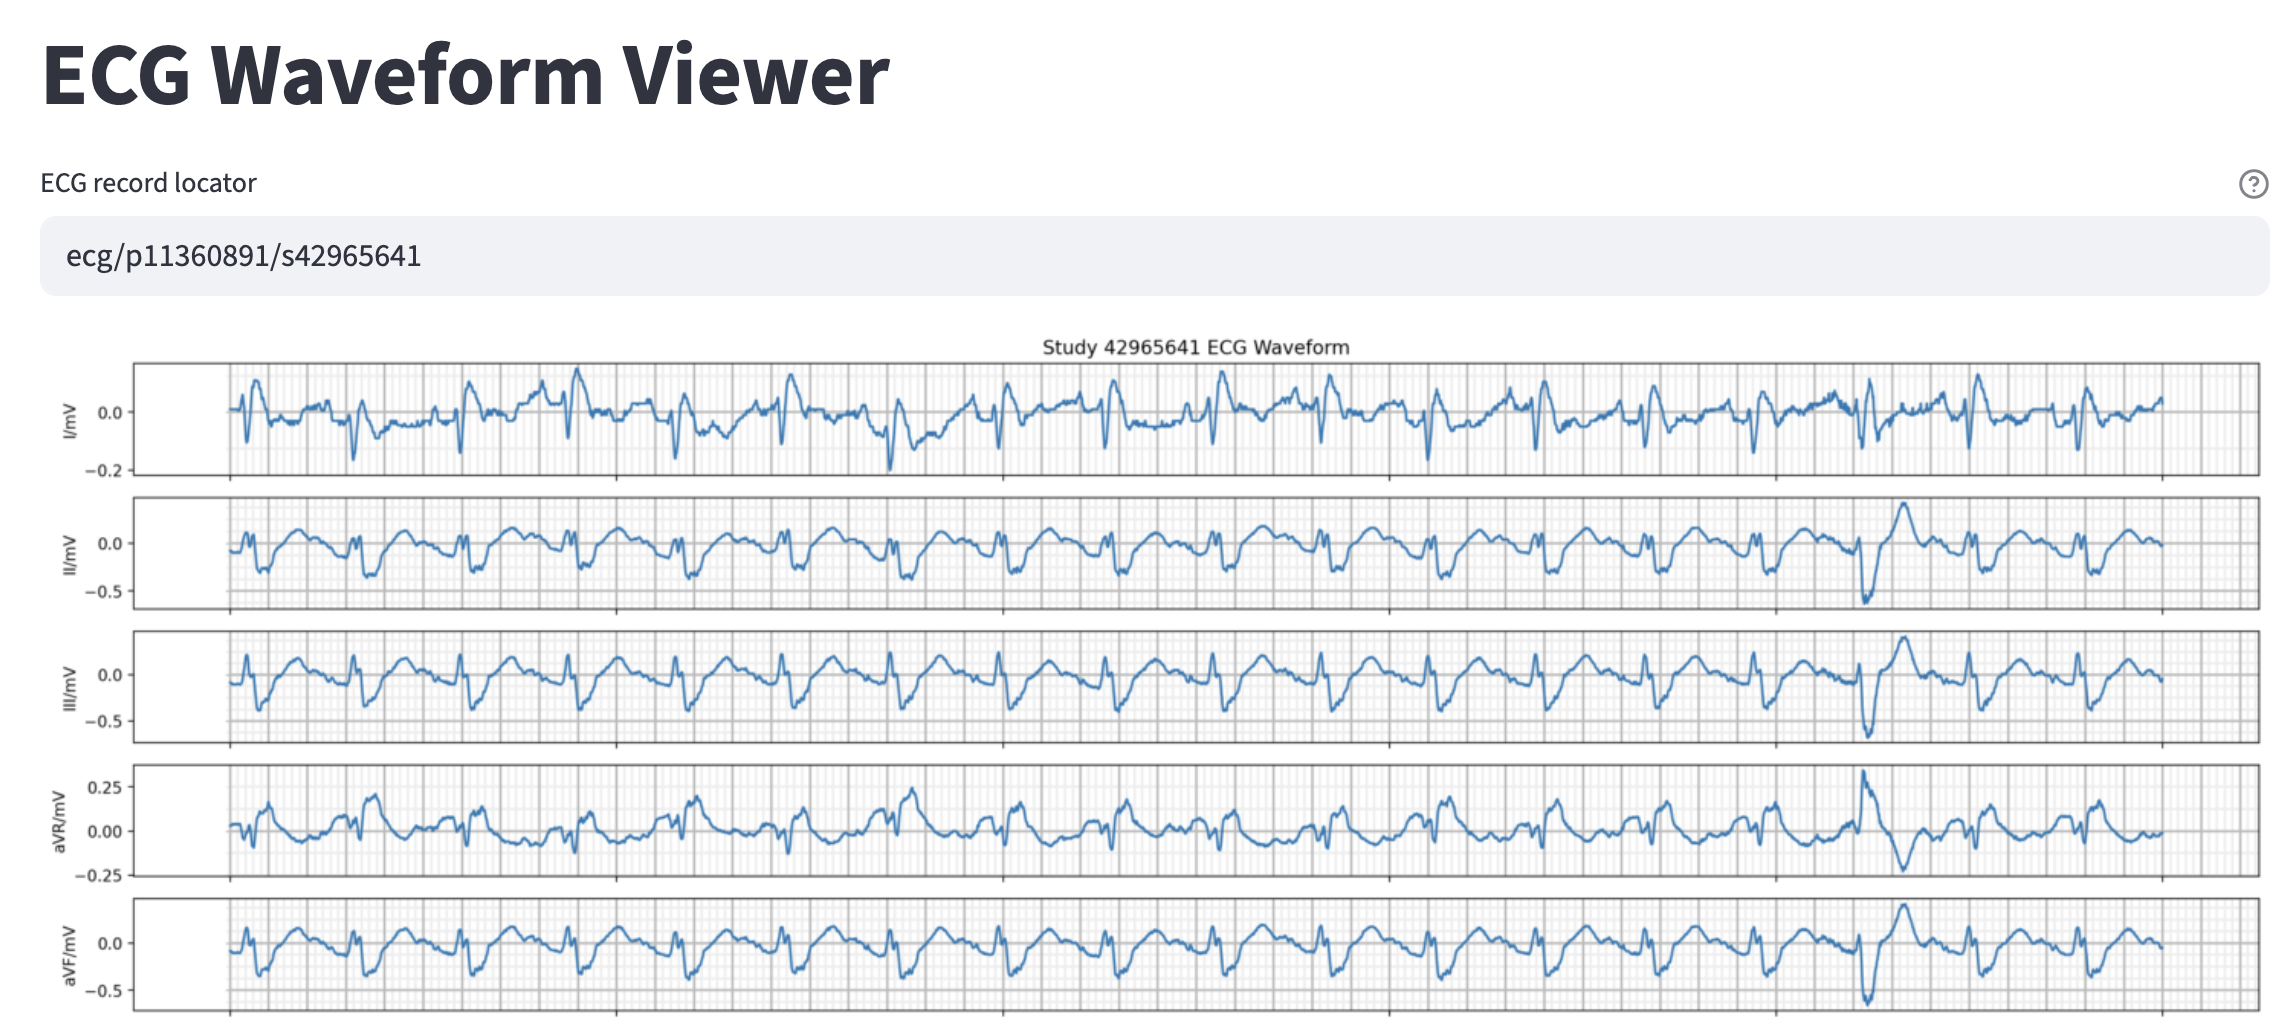 ECG Waveform Viewer
ECG record locator
?
ecg/p11360891/s42965641
Study 42965641 ECG Waveform
I/mV
0.0
−0.2
II/mV
0.0
−0.5
III/mV
0.0
−0.5
aVR/mV
0.25
0.00
−0.25
aVF/mV
0.0
−0.5